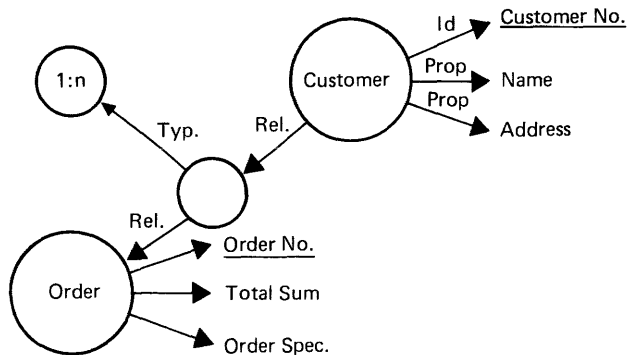 Id
Customer No.
1:n
Customer
Prop
Name
Prop
Address
Typ.
Rel.
Rel.
Order No.
Order
Total Sum
Order Spec.